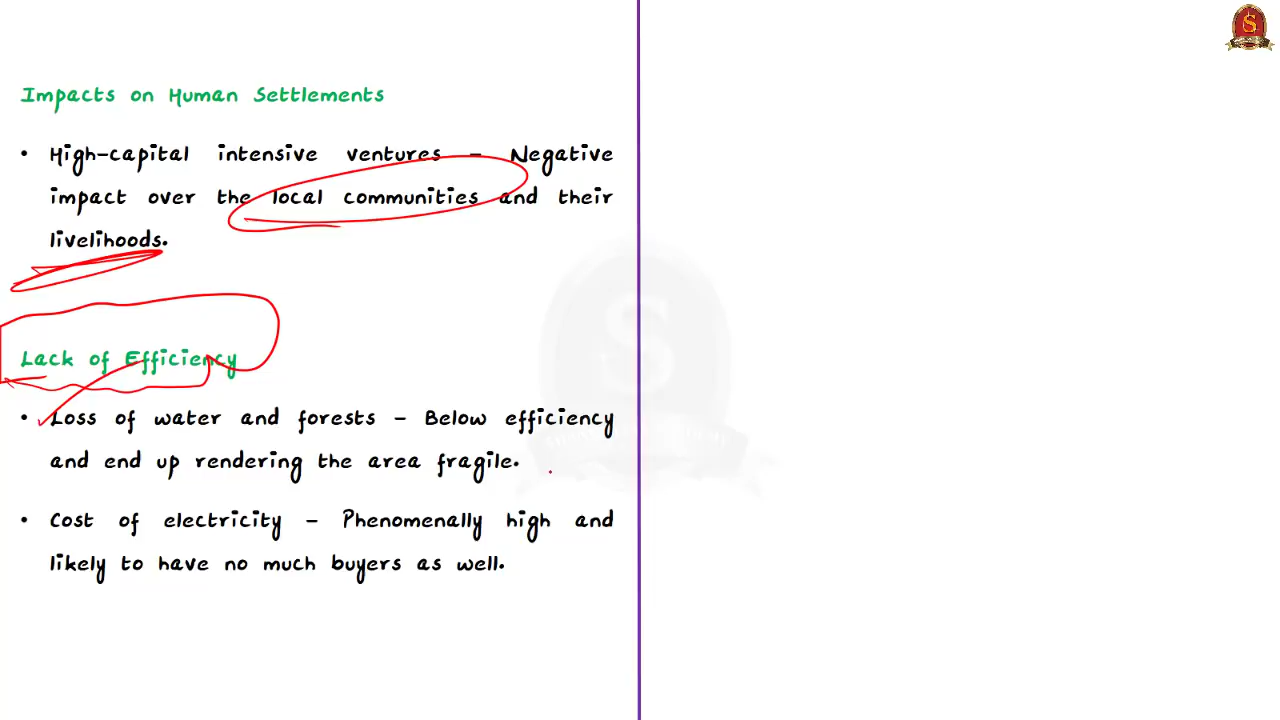 Impacts on Human Settlements
• High-capital intensive ventures – Negative
impact over the local communities and their
livelihoods.
Lack of Efficiency
• Loss of water and forests – Below efficiency
and end up rendering the area fragile.
• Cost of electricity – Phenomenally high and
likely to have no much buyers as well.
S